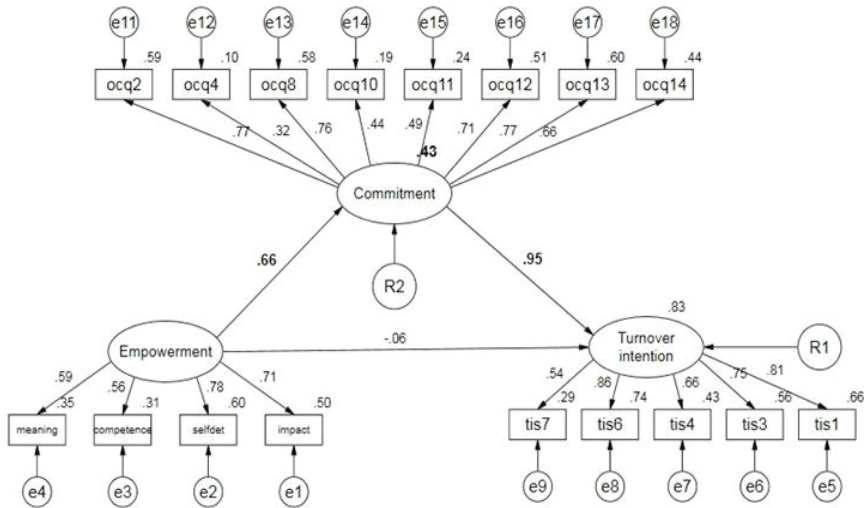 e11 e12 e13 e14 e15 e16 e17 e18
.59 .10 .58 .19 .24 .51 .60 .44
ocq2 ocq4 ocq8 ocq10 ocq11 ocq12 ocq13 ocq14
.77 .32 .76 .44 .49 .71 .77 .66
.43
Commitment
.66 R2 .95
.83
Empowerment -.06 Turnover intention R1
.59 .56 .78 .71 .54 .86 .66 .75 .81
.35 .31 .60 .50 .29 .74 .43 .56 .66
meaning competence selfdet impact tis7 tis6 tis4 tis3 tis1
e4 e3 e2 e1 e9 e8 e7 e6 e5